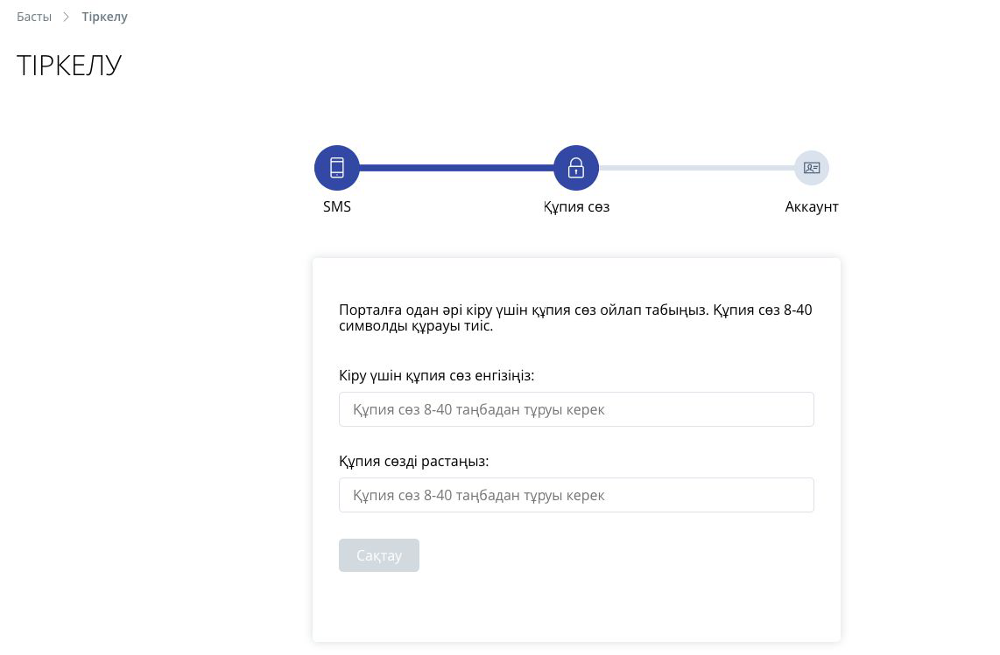 Басты > Тіркелу
ТІРКЕЛУ
SMS Құпия сөз Аккаунт
Порталға одан әрі кіру үшін құпия сөз ойлап табыңыз. Құпия сөз 8-40
символды құрауы тиіс.
Кіру үшін құпия сөз енгізіңіз:
Құпия сөз 8-40 таңбадан тұруы керек
Құпия сөзді растаңыз:
Құпия сөз 8-40 таңбадан тұруы керек
Сақтау